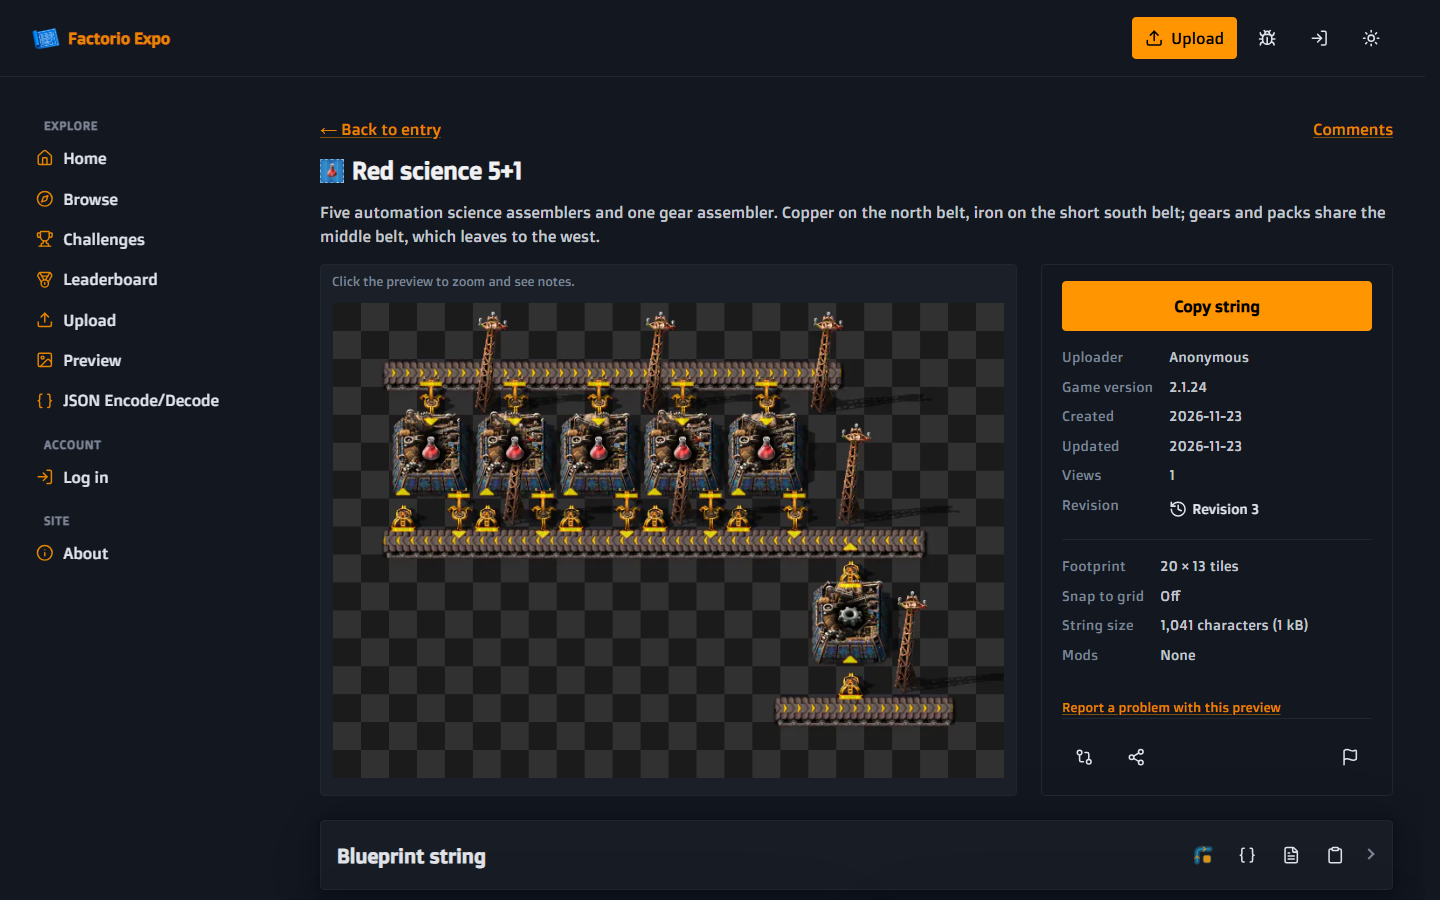 Factorio Expo
Upload
EXPLORE
Home
Browse
Challenges
Leaderboard
Upload
Preview
JSON Encode/Decode
ACCOUNT
Log in
SITE
About
← Back to entry
Comments
Red science 5+1
Five automation science assemblers and one gear assembler. Copper on the north belt, iron on the short south belt; gears and packs share the
middle belt, which leaves to the west.
Click the preview to zoom and see notes.
Copy string
Uploader Anonymous
Game version 2.1.24
Created 2026-11-23
Updated 2026-11-23
Views 1
Revision Revision 3
Footprint 20 × 13 tiles
Snap to grid Off
String size 1,041 characters (1 kB)
Mods None
Report a problem with this preview
Blueprint string